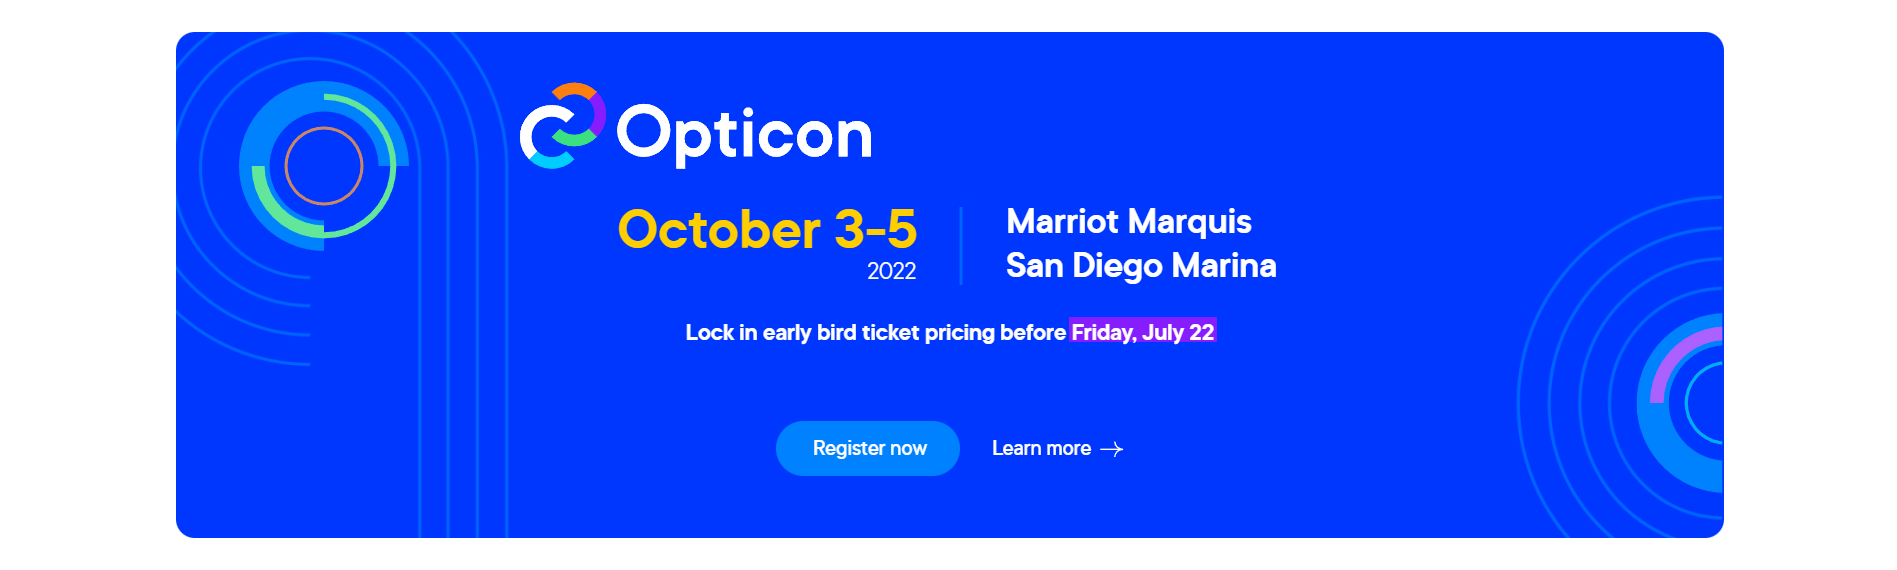 Opticon
October 3-5
2022
Marriot Marquis
San Diego Marina
Lock in early bird ticket pricing before Friday, July 22
Register now
Learn more →